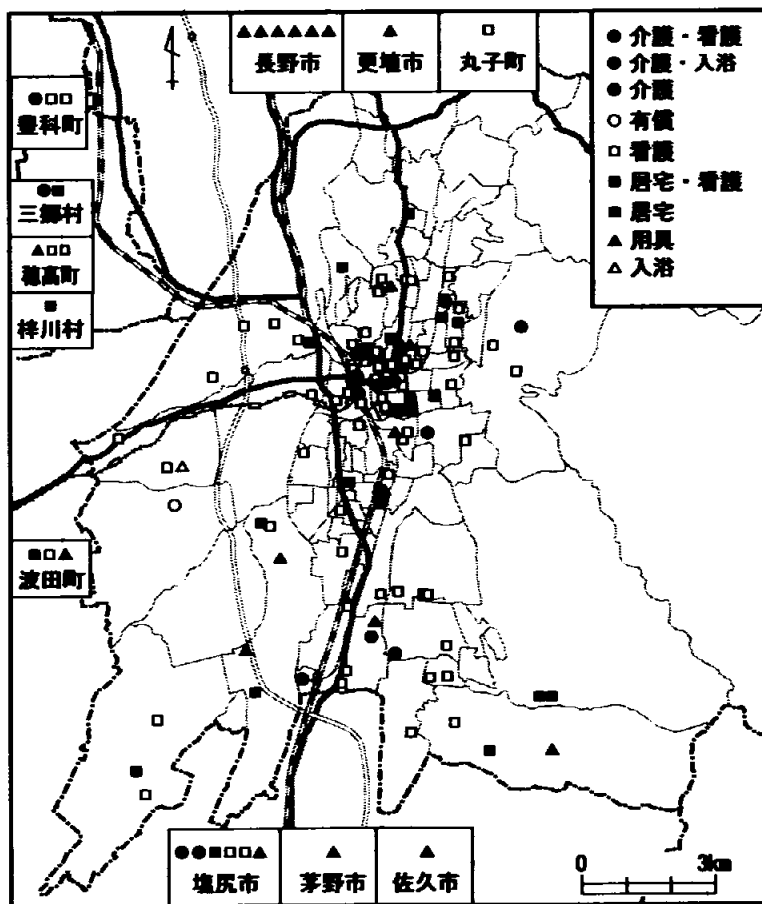 長野市
更埴市
丸子町
豊科町
三郷村
穂高町
梓川村
波田町
介護・看護
介護・入浴
介護
有償
看護
居宅・看護
居宅
用具
入浴
塩尻市
茅野市
佐久市
0 3km